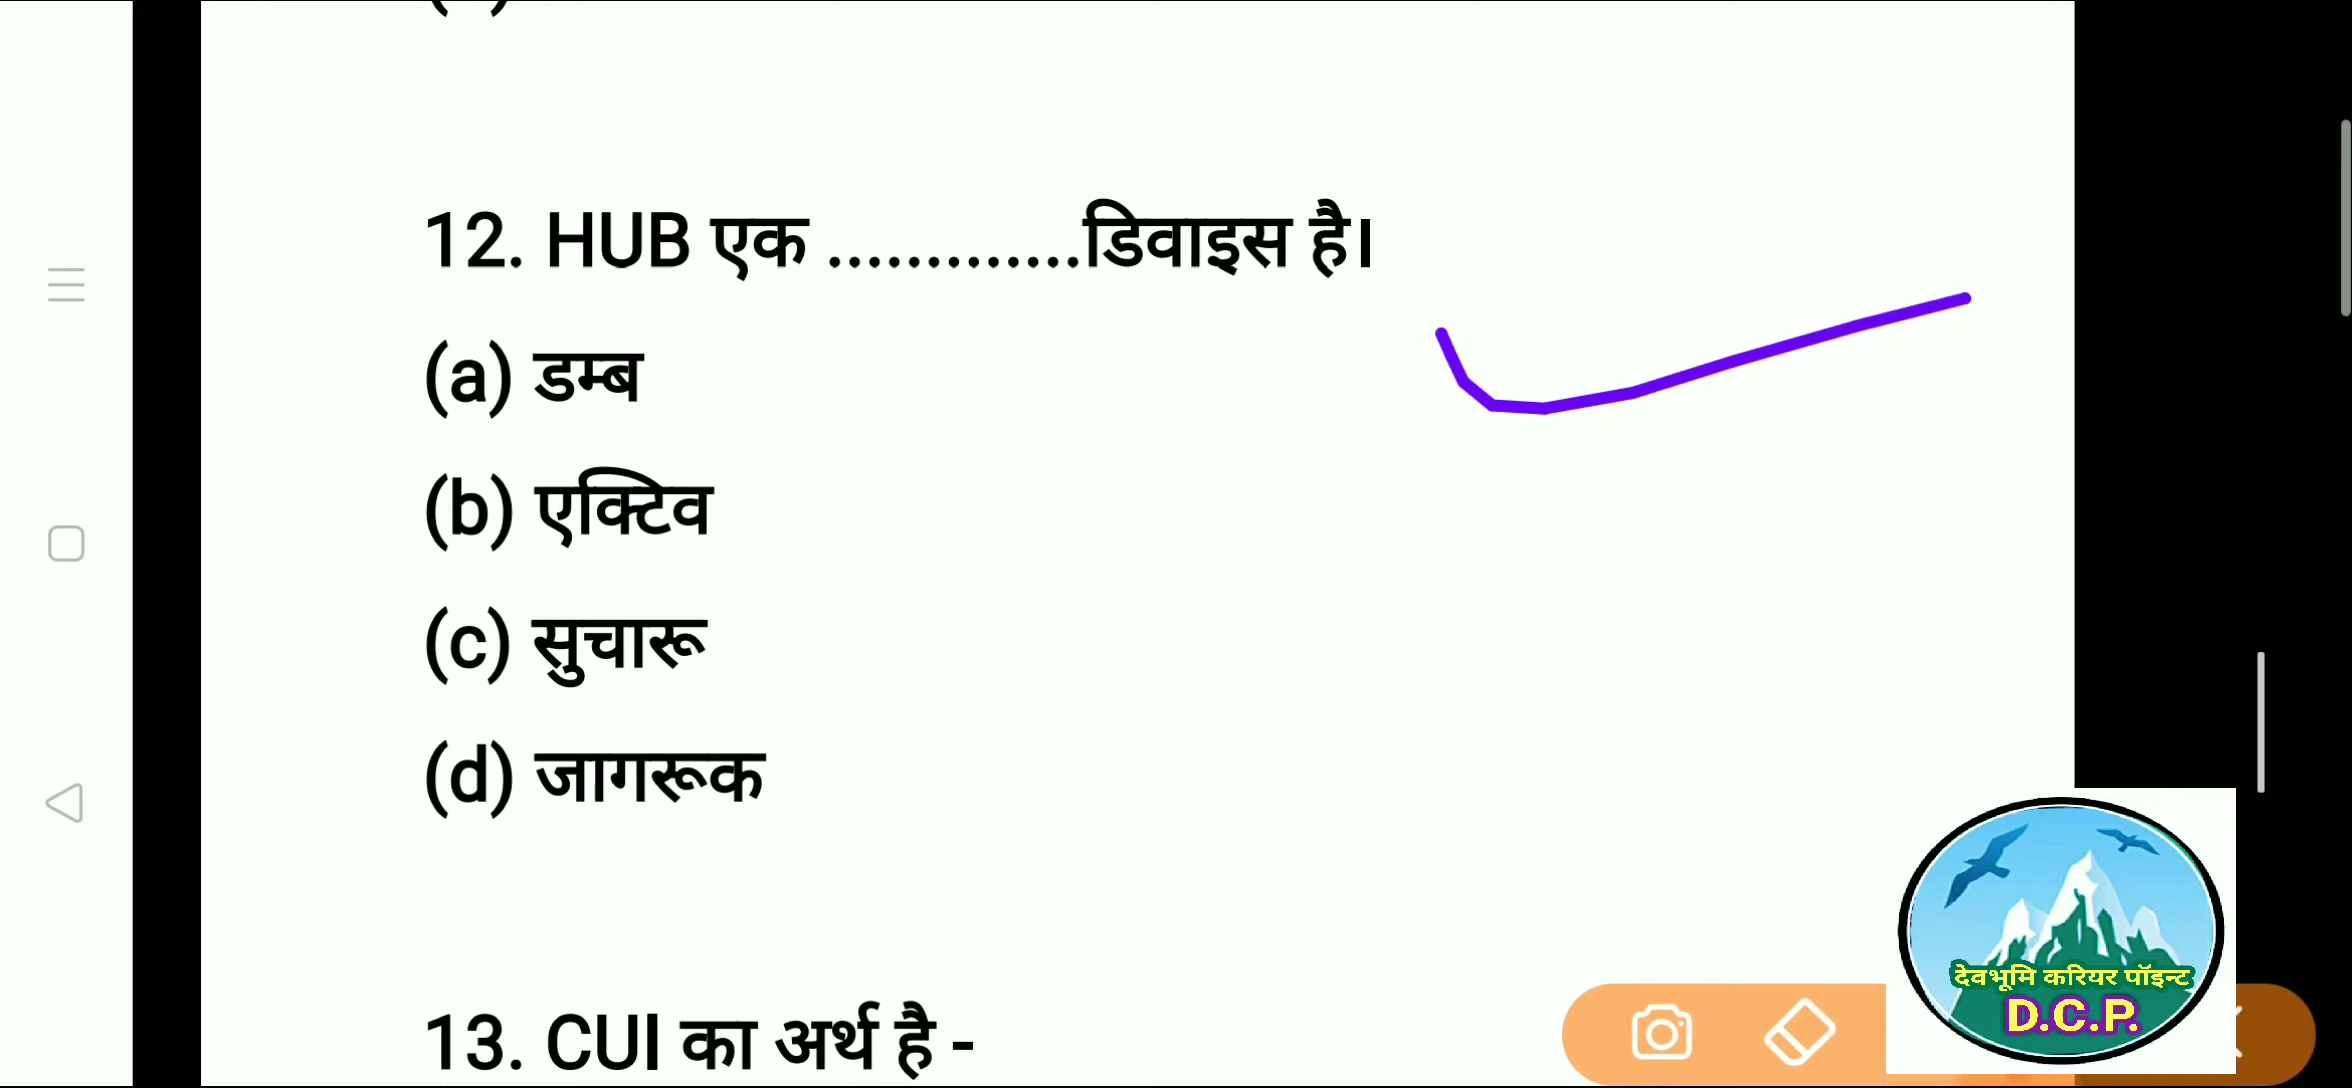 12. HUB एक .............डिवाइस है।
(a) डम्ब
(b) एक्टिव
(c) सुचारू
(d) जागरूक
13. CUI का अर्थ है -
देवभूमि करियर पॉइन्ट
D.C.P.